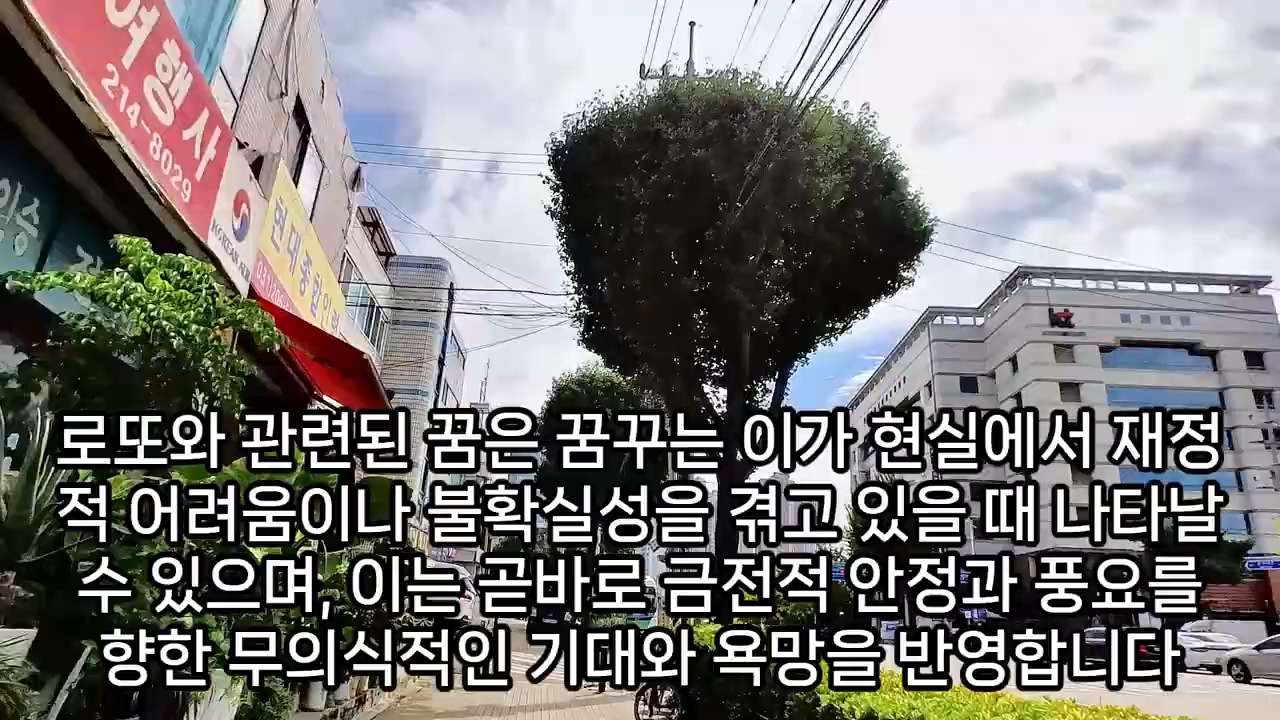 여행사
214-8029
KOREAN AIR
현대종합인쇄
로또와 관련된 꿈은 꿈꾸는 이가 현실에서 재정
적 어려움이나 불확실성을 겪고 있을 때 나타날
수 있으며, 이는 곧바로 금전적 안정과 풍요를
향한 무의식적인 기대와 욕망을 반영합니다